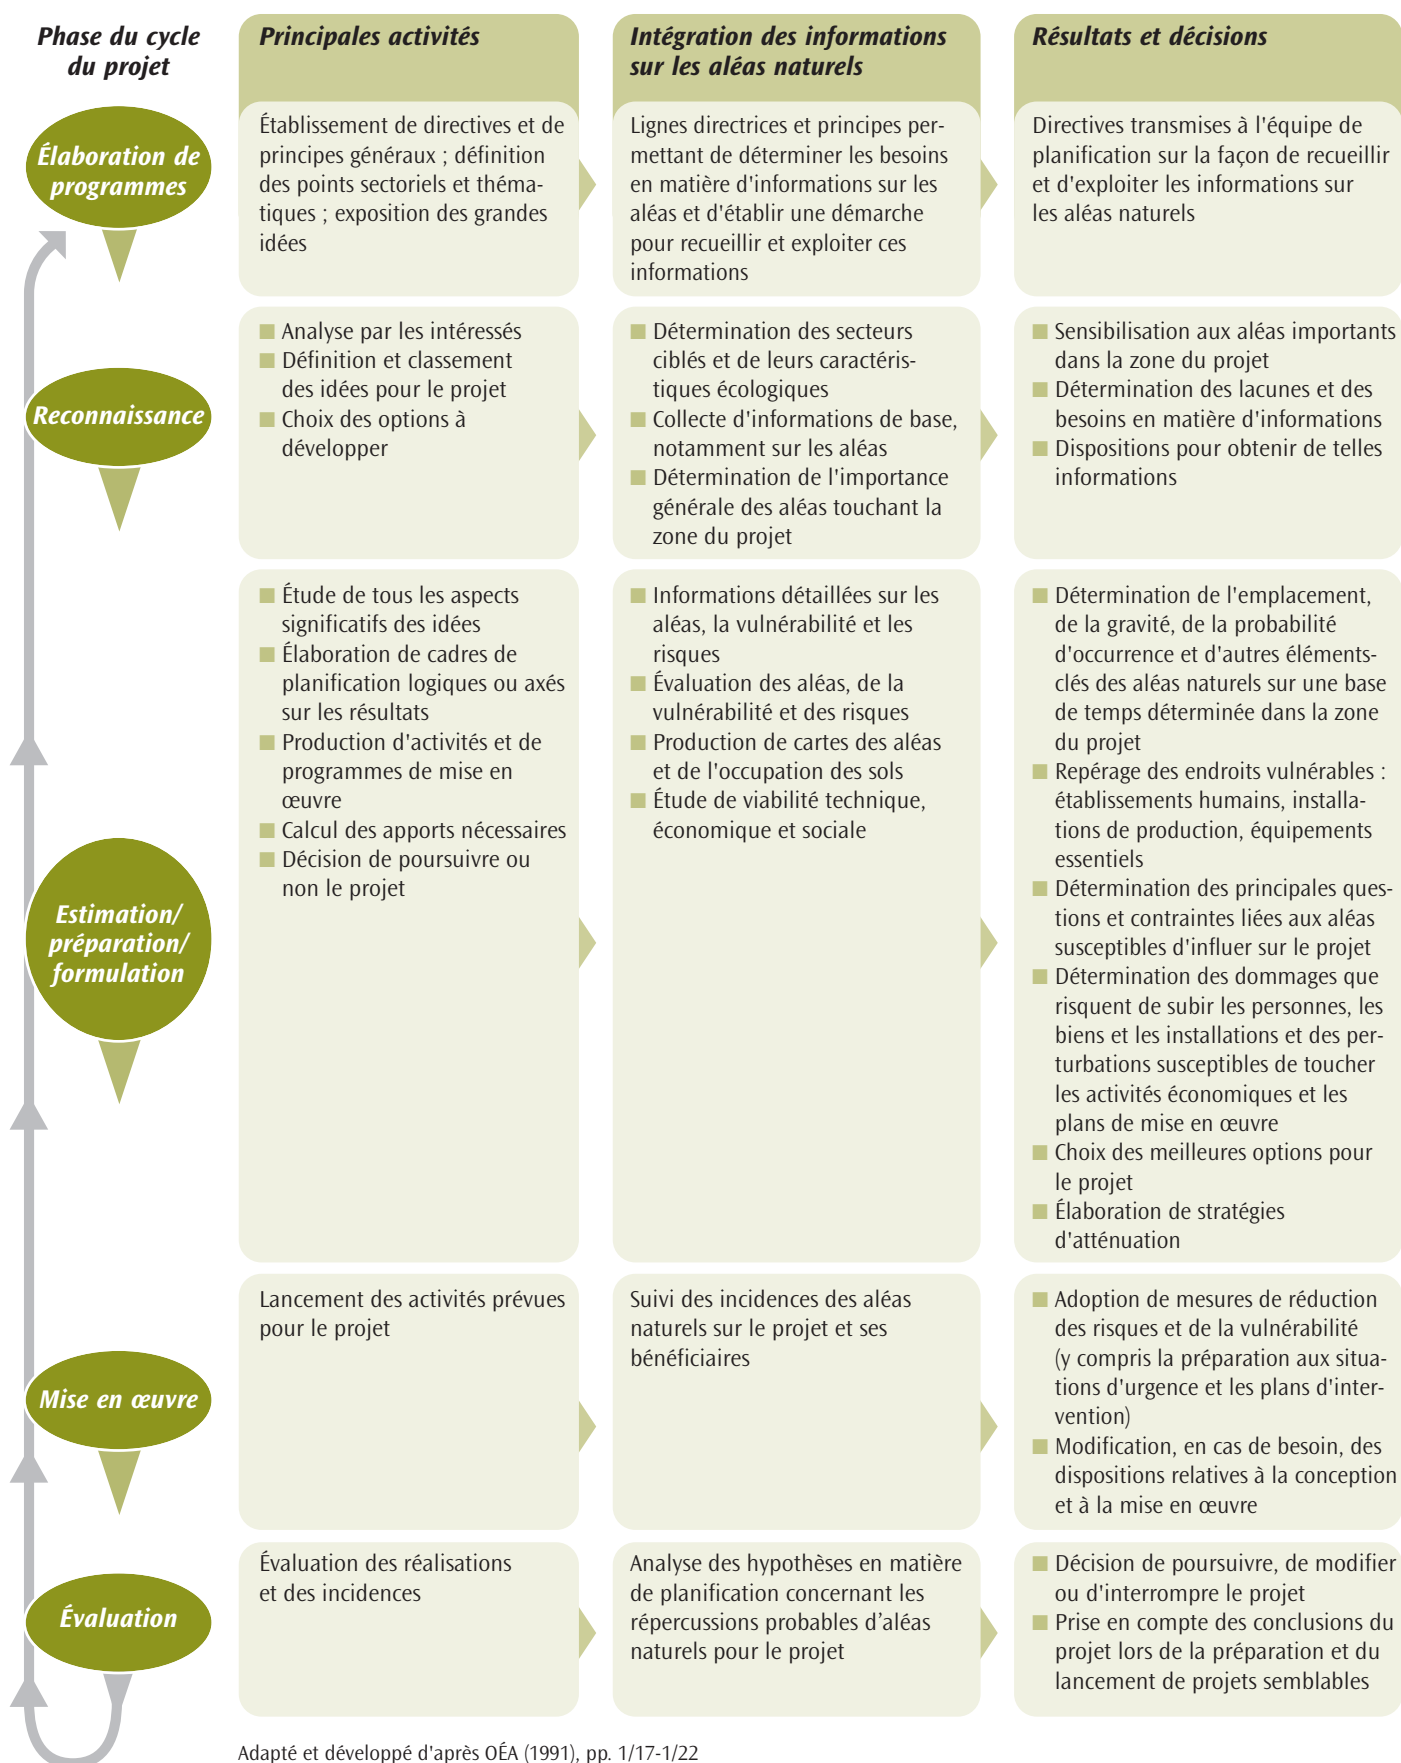 Phase du cycle
du projet
Principales activités
Intégration des informations
sur les aléas naturels
Résultats et décisions
Élaboration de
programmes
Établissement de directives et de
principes généraux ; définition
des points sectoriels et théma-
tiques ; exposition des grandes
idées
Lignes directrices et principes per-
mettant de déterminer les besoins
en matière d'informations sur les
aléas et d'établir une démarche
pour recueillir et exploiter ces
informations
Directives transmises à l'équipe de
planification sur la façon de recueillir
et d'exploiter les informations sur
les aléas naturels
Reconnaissance
■ Analyse par les intéressés
■ Définition et classement
des idées pour le projet
■ Choix des options à
développer
■ Détermination des secteurs
ciblés et de leurs caractéris-
tiques écologiques
■ Collecte d'informations de base,
notamment sur les aléas
■ Détermination de l'importance
générale des aléas touchant la
zone du projet
■ Sensibilisation aux aléas importants
dans la zone du projet
■ Détermination des lacunes et des
besoins en matière d'informations
■ Dispositions pour obtenir de telles
informations
Estimation/
préparation/
formulation
■ Étude de tous les aspects
significatifs des idées
■ Élaboration de cadres de
planification logiques ou axés
sur les résultats
■ Production d'activités et de
programmes de mise en
œuvre
■ Calcul des apports nécessaires
■ Décision de poursuivre ou
non le projet
■ Informations détaillées sur les
aléas, la vulnérabilité et les
risques
■ Évaluation des aléas, de la
vulnérabilité et des risques
■ Production de cartes des aléas
et de l'occupation des sols
■ Étude de viabilité technique,
économique et sociale
■ Détermination de l'emplacement,
de la gravité, de la probabilité
d'occurrence et d'autres éléments-
clés des aléas naturels sur une base
de temps déterminée dans la zone
du projet
■ Repérage des endroits vulnérables :
établissements humains, installa-
tions de production, équipements
essentiels
■ Détermination des principales ques-
tions et contraintes liées aux aléas
susceptibles d'influer sur le projet
■ Détermination des dommages que
risquent de subir les personnes, les
biens et les installations et des per-
turbations susceptibles de toucher
les activités économiques et les
plans de mise en œuvre
■ Choix des meilleures options pour
le projet
■ Élaboration de stratégies
d'atténuation
Mise en œuvre
Lancement des activités prévues
pour le projet
Suivi des incidences des aléas
naturels sur le projet et ses
bénéficiaires
■ Adoption de mesures de réduction
des risques et de la vulnérabilité
(y compris la préparation aux situa-
tions d'urgence et les plans d'inter-
vention)
■ Modification, en cas de besoin, des
dispositions relatives à la conception
et à la mise en œuvre
Évaluation
Évaluation des réalisations
et des incidences
Analyse des hypothèses en matière
de planification concernant les
répercussions probables d’aléas
naturels pour le projet
■ Décision de poursuivre, de modifier
ou d'interrompre le projet
■ Prise en compte des conclusions du
projet lors de la préparation et du
lancement de projets semblables
Adapté et développé d'après OÉA (1991), pp. 1/17-1/22